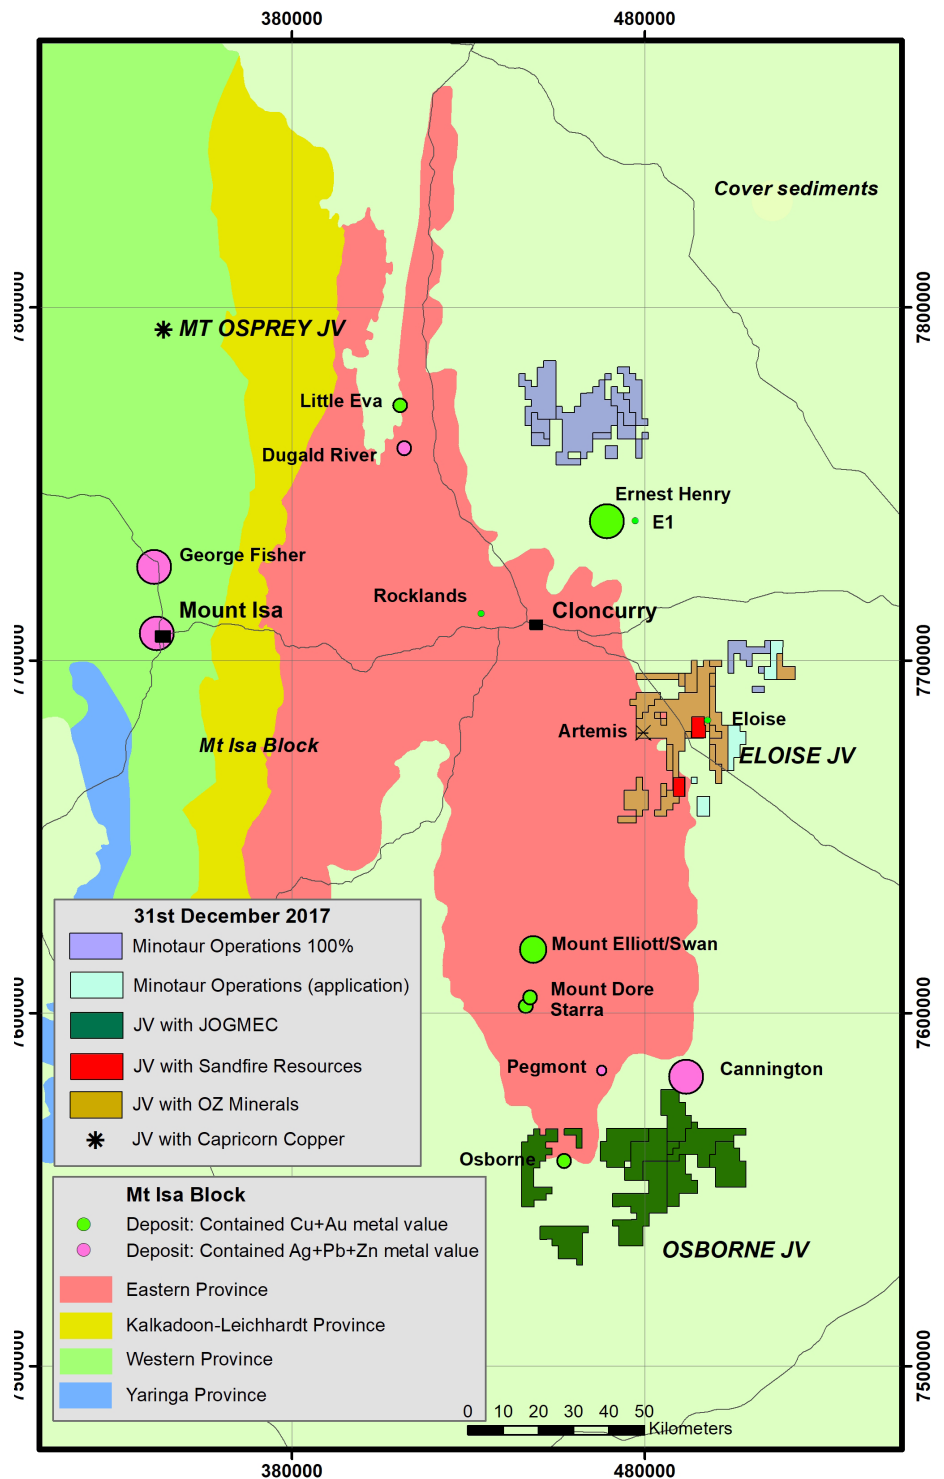 380000
480000
Cover sediments
7800000
7800000
MT OSPREY JV
Little Eva
Dugald River
Ernest Henry
E1
George Fisher
Rocklands
Mount Isa
Cloncurry
7700000
7700000
Eloise
Artemis
Mt Isa Block
ELOISE JV
31st December 2017
Minotaur Operations 100%
Minotaur Operations (application)
JV with JOGMEC
JV with Sandfire Resources
JV with OZ Minerals
JV with Capricorn Copper
Mount Elliott/Swan
Mount Dore
Starra
7600000
7600000
Pegmont
Cannington
Osborne
OSBORNE JV
Mt Isa Block
Deposit: Contained Cu+Au metal value
Deposit: Contained Ag+Pb+Zn metal value
Eastern Province
Kalkadoon-Leichhardt Province
Western Province
Yaringa Province
7500000
7500000
0 10 20 30 40 50
Kilometers
380000
480000